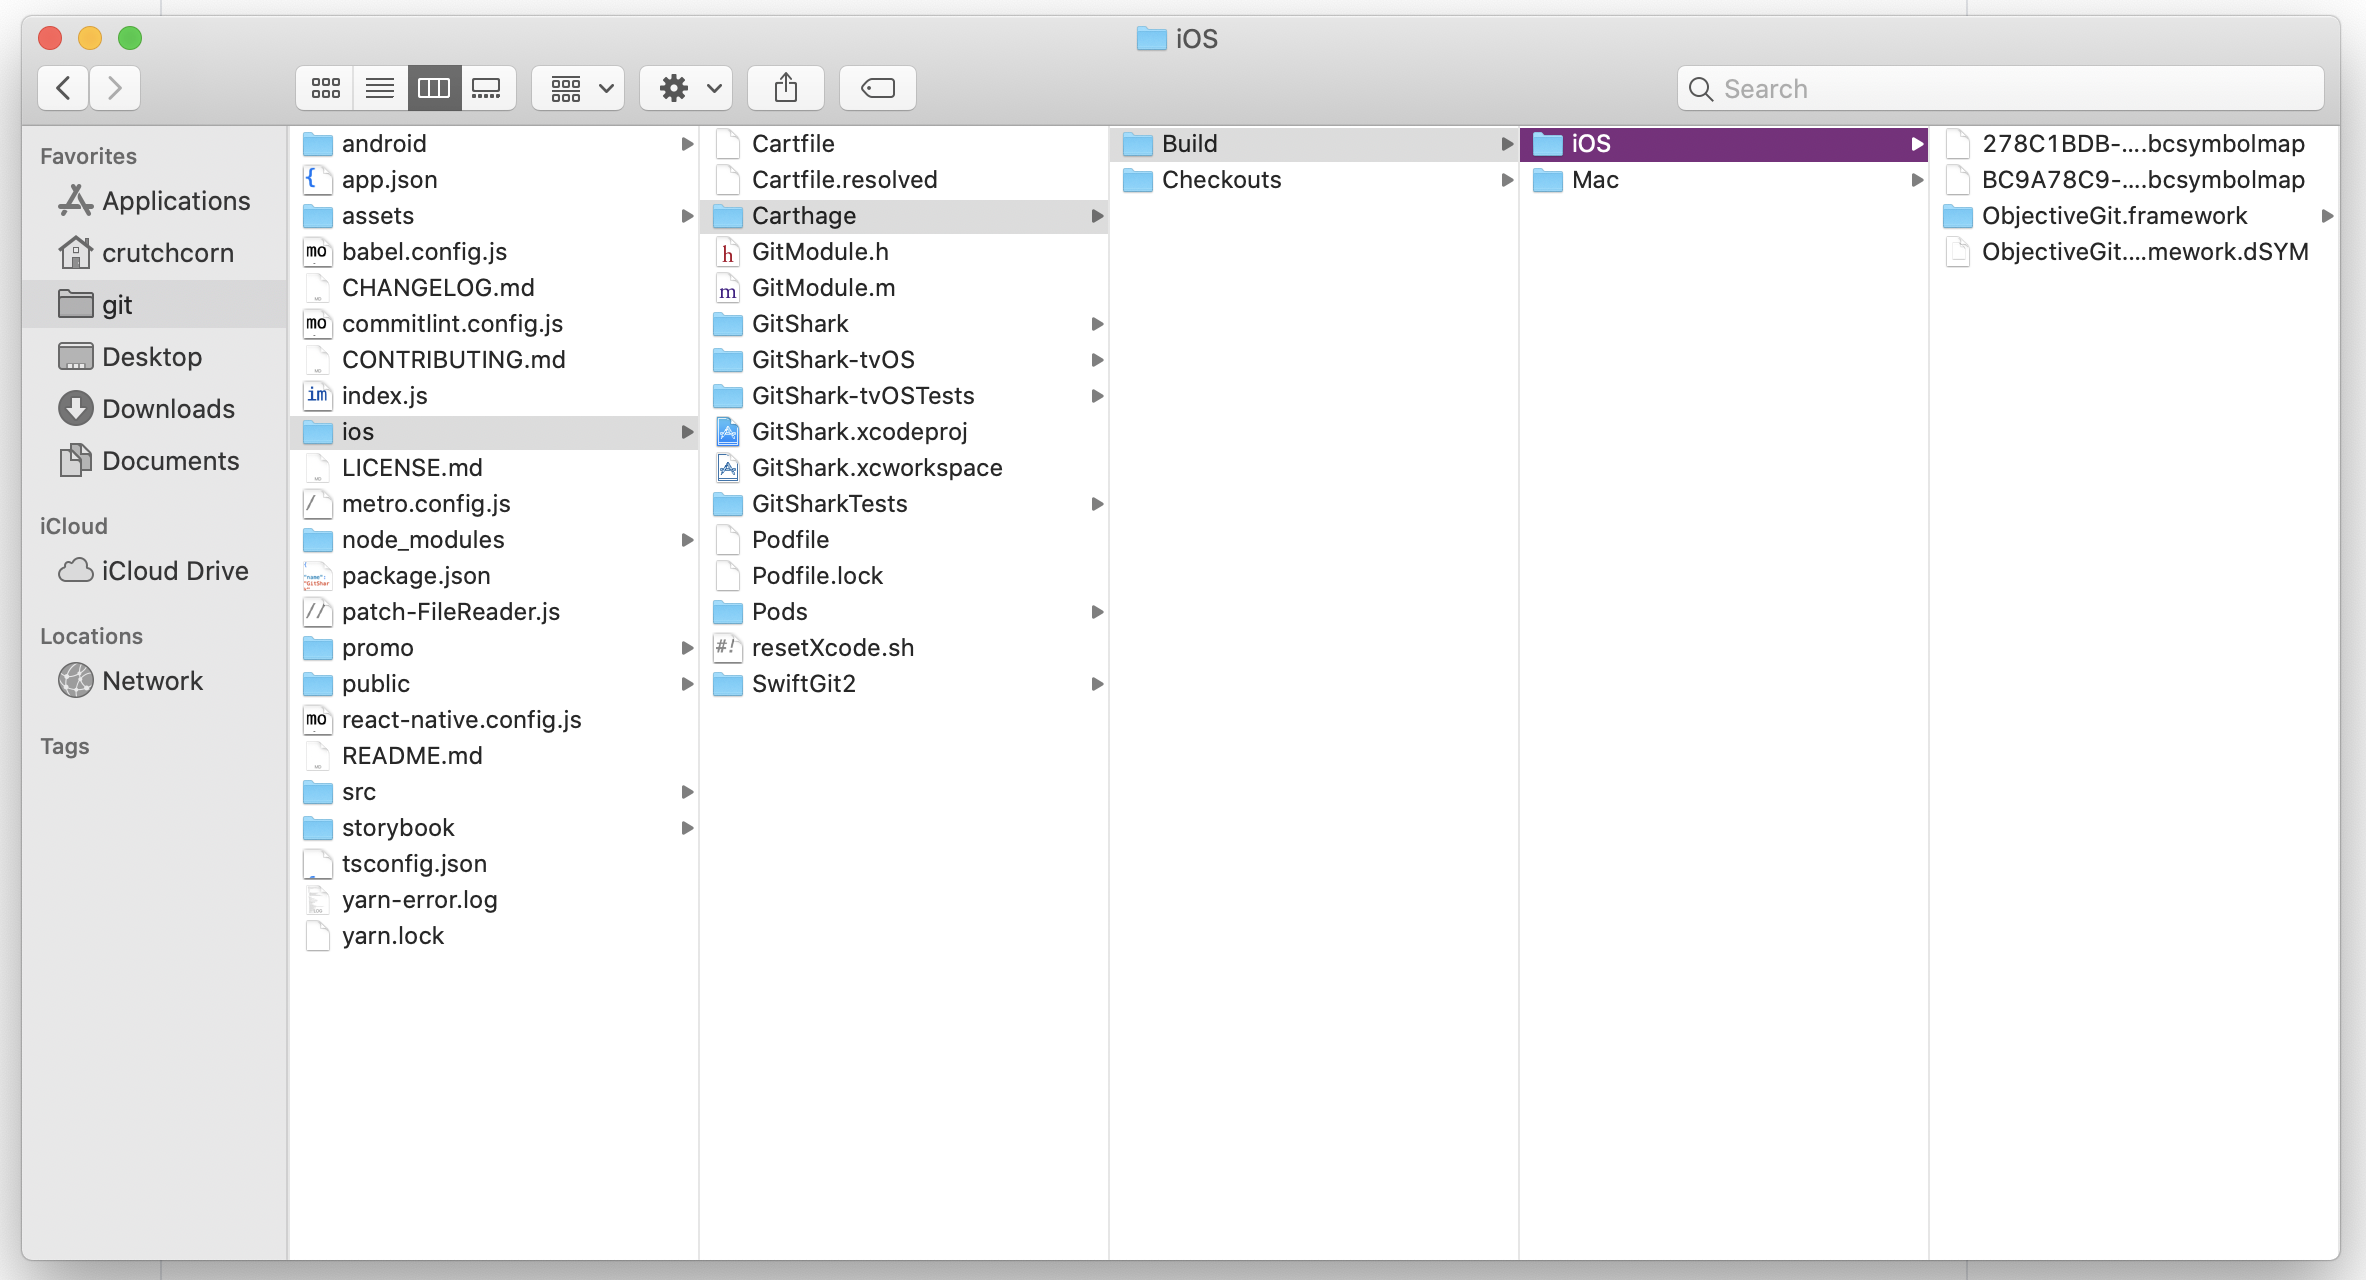 iOS
Search
Favorites
Applications
crutchcorn
git
Desktop
Downloads
Documents
iCloud
iCloud Drive
Locations
Network
Tags
android
app.json
assets
babel.config.js
CHANGELOG.md
commitlint.config.js
CONTRIBUTING.md
index.js
ios
LICENSE.md
metro.config.js
node_modules
package.json
patch-FileReader.js
promo
public
react-native.config.js
README.md
src
storybook
tsconfig.json
yarn-error.log
yarn.lock
Cartfile
Cartfile.resolved
Carthage
GitModule.h
GitModule.m
GitShark
GitShark-tvOS
GitShark-tvOSTests
GitShark.xcodeproj
GitShark.xcworkspace
GitSharkTests
Podfile
Podfile.lock
Pods
resetXcode.sh
SwiftGit2
Build
Checkouts
iOS
Mac
278C1BDB-....bcsymbolmap
BC9A78C9-....bcsymbolmap
ObjectiveGit.framework
ObjectiveGit....mework.dSYM